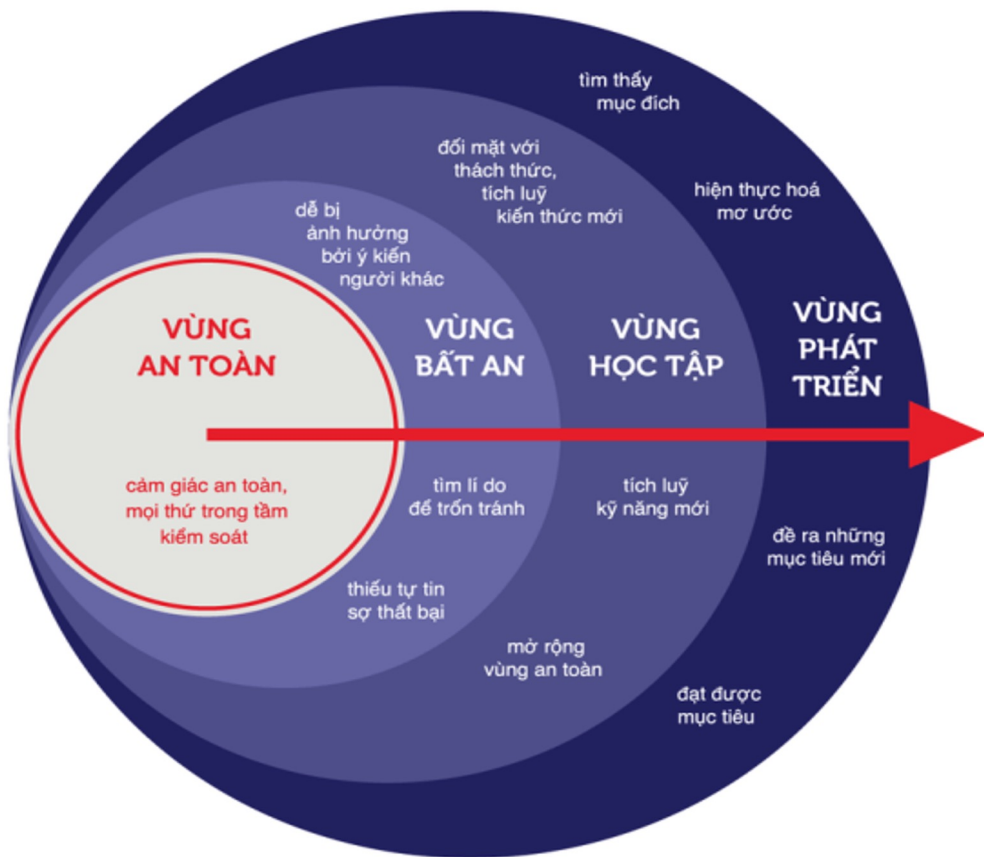 VÙNG
AN TOÀN
cảm giác an toàn,
mọi thứ trong tầm
kiểm soát
dễ bị
ảnh hưởng
bởi ý kiến
người khác
VÙNG
BẤT AN
tìm lí do
để trốn tránh
thiếu tự tin
sợ thất bại
đối mặt với
thách thức,
tích luỹ
kiến thức mới
VÙNG
HỌC TẬP
tích luỹ
kỹ năng mới
mở rộng
vùng an toàn
tìm thấy
mục đích
hiện thực hoá
mơ ước
VÙNG
PHÁT
TRIỂN
đề ra những
mục tiêu mới
đạt được
mục tiêu